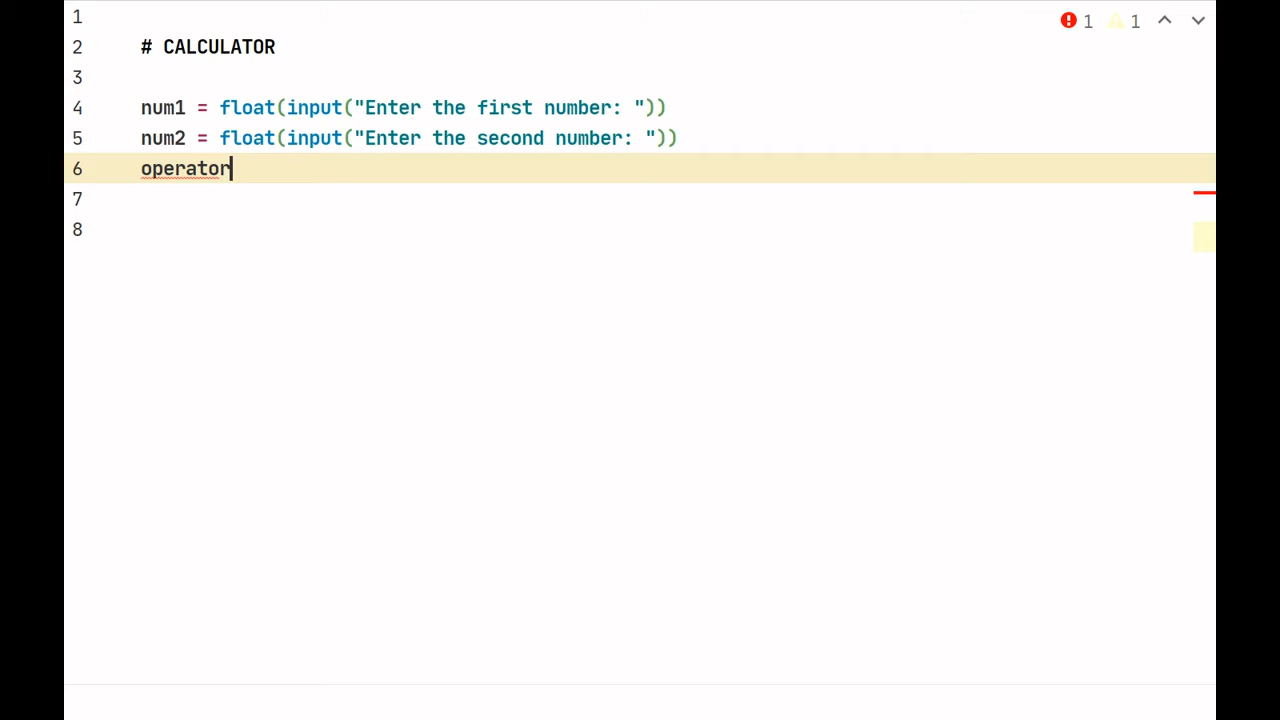 1
2 # CALCULATOR
3
4 num1 = float(input("Enter the first number: "))
5 num2 = float(input("Enter the second number: "))
6 operator
7
8
1 1